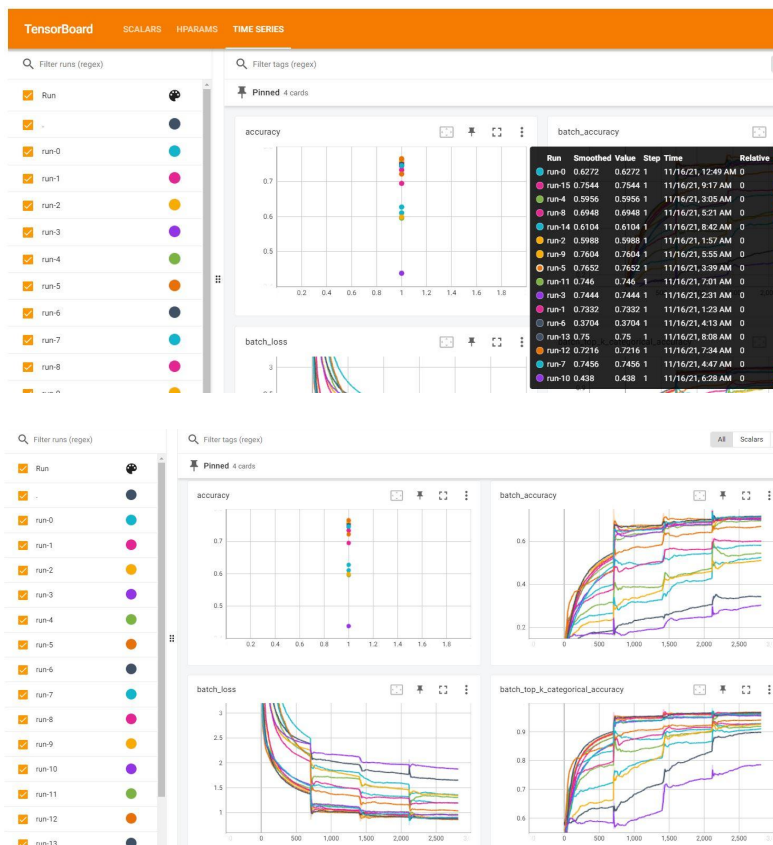 TensorBoard SCALARS HPARAMS TIME SERIES
Filter runs (regex)
Filter tags (regex)
Run
Pinned 4 cards
.
run-0
run-1
run-2
run-3
run-4
run-5
run-6
run-7
run-8
accuracy
0.7
0.6
0.5
0.2 0.4 0.6 0.8 1 1.2 1.4 1.6 1.8
batch_accuracy
Run Smoothed Value Step Time Relative
run-0 0.6272 0.6272 1 11/16/21, 12:49 AM 0
run-15 0.7544 0.7544 1 11/16/21, 9:17 AM 0
run-4 0.5956 0.5956 1 11/16/21, 3:05 AM 0
run-8 0.6948 0.6948 1 11/16/21, 5:21 AM 0
run-14 0.6104 0.6104 1 11/16/21, 8:42 AM 0
run-2 0.5988 0.5988 1 11/16/21, 1:57 AM 0
run-9 0.7604 0.7604 1 11/16/21, 5:55 AM 0
run-5 0.7652 0.7652 1 11/16/21, 3:39 AM 0
run-11 0.746 0.746 1 11/16/21, 7:01 AM 0
run-3 0.7444 0.7444 1 11/16/21, 2:31 AM 0
run-1 0.7332 0.7332 1 11/16/21, 1:23 AM 0
run-6 0.3704 0.3704 1 11/16/21, 4:13 AM 0
run-13 0.75 0.75 1 11/16/21, 8:08 AM 0
run-12 0.7216 0.7216 1 11/16/21, 7:34 AM 0
run-7 0.7456 0.7456 1 11/16/21, 4:47 AM 0
run-10 0.438 0.438 1 11/16/21, 6:28 AM 0
batch_loss
3
Filter runs (regex)
Filter tags (regex)
All Scalars
Run
Pinned 4 cards
.
run-0
run-1
run-2
run-3
run-4
run-5
run-6
run-7
run-8
run-9
run-10
run-11
run-12
run-13
accuracy
0.7
0.6
0.5
0.2 0.4 0.6 0.8 1 1.2 1.4 1.6 1.8
batch_accuracy
0.6
0.4
0.2
0 500 1,000 1,500 2,000 2,500
batch_loss
3
2.5
2
1.5
1
0 500 1,000 1,500 2,000 2,500
batch_top_k_categorical_accuracy
0.9
0.8
0.7
0.6
0 500 1,000 1,500 2,000 2,500